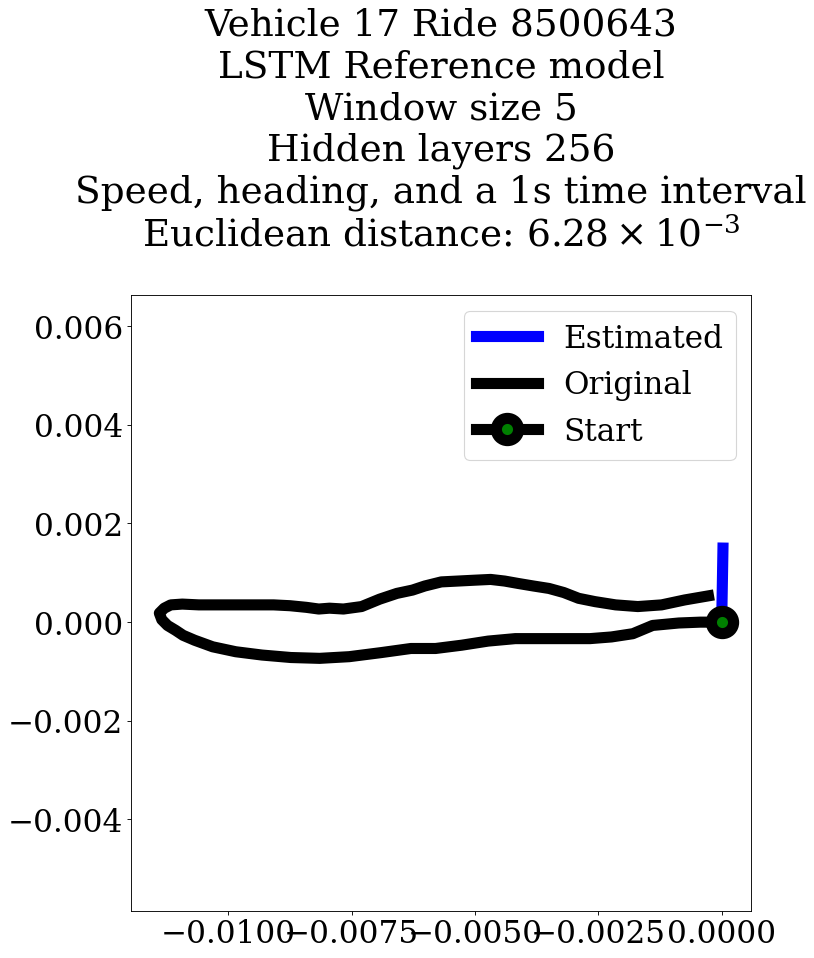 Vehicle 17 Ride 8500643
LSTM Reference model
Window size 5
Hidden layers 256
Speed, heading, and a 1s time interval
Euclidean distance: 6.28 × 10⁻³
Estimated
Original
Start
0.006
0.004
0.002
0.000
−0.002
−0.004
−0.0100 −0.0075 −0.0050 −0.0025 0.0000